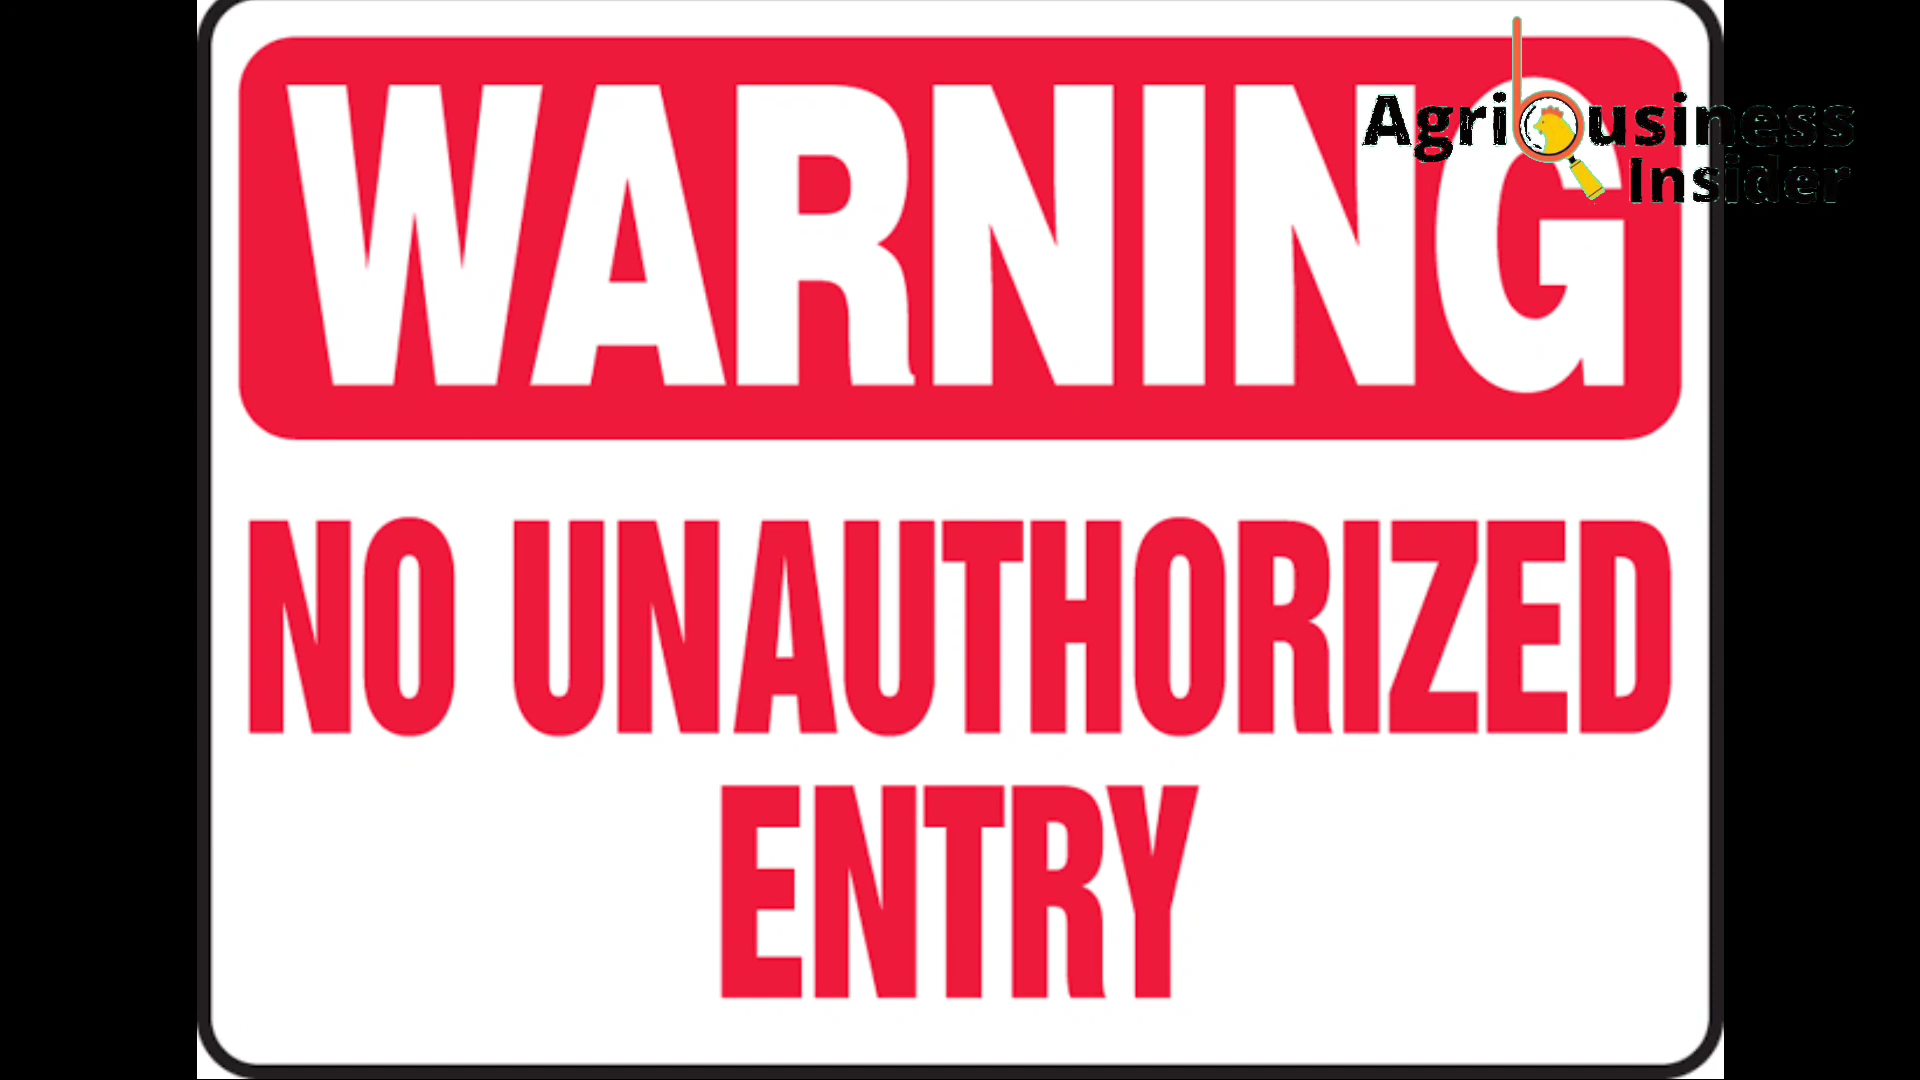 WARNING
Agribusiness
Insider
NO UNAUTHORIZED
ENTRY